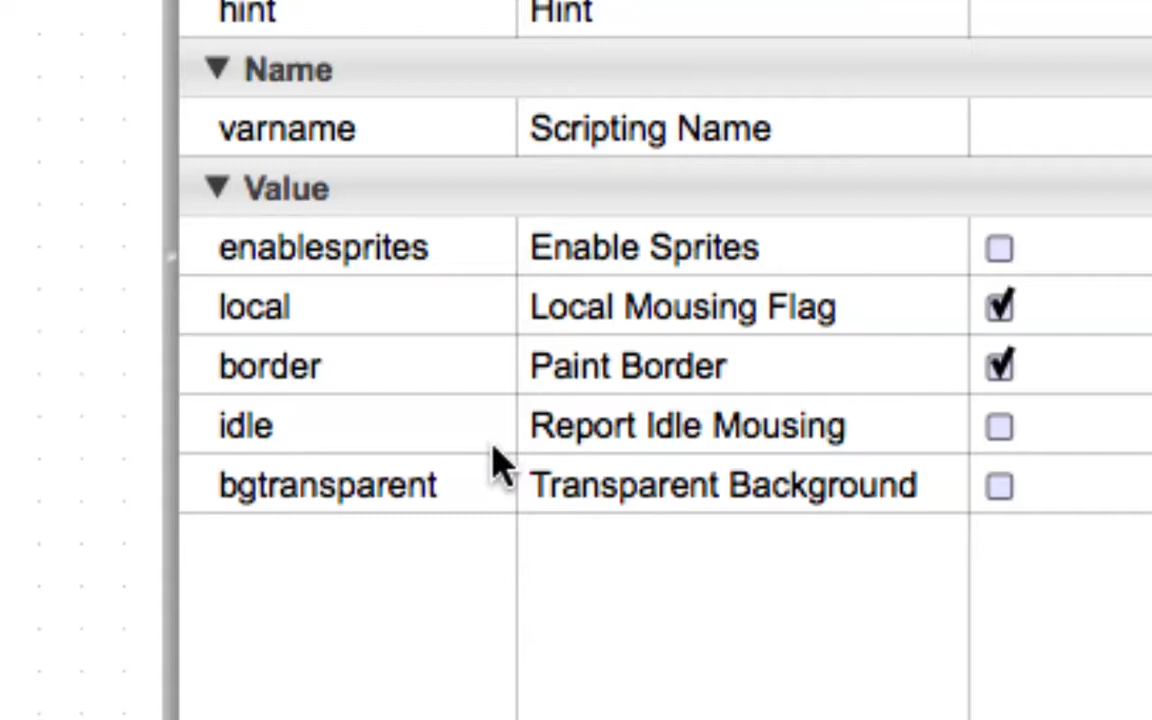 hint Hint
Name
varname Scripting Name
Value
enablesprites Enable Sprites
local Local Mousing Flag
border Paint Border
idle Report Idle Mousing
bgtransparent Transparent Background